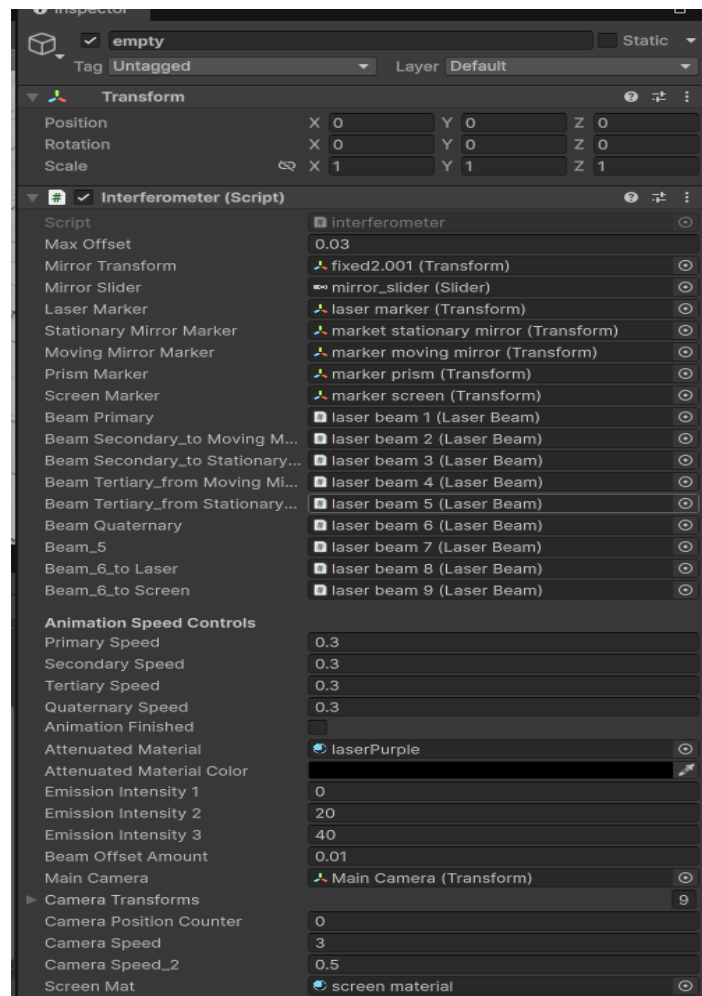 Inspector
empty Static
Tag Untagged Layer Default
Transform
Position X 0 Y 0 Z 0
Rotation X 0 Y 0 Z 0
Scale X 1 Y 1 Z 1
# Interferometer (Script)
Script # interferometer
Max Offset 0.03
Mirror Transform fixed2.001 (Transform)
Mirror Slider mirror_slider (Slider)
Laser Marker laser marker (Transform)
Stationary Mirror Marker market stationary mirror (Transform)
Moving Mirror Marker marker moving mirror (Transform)
Prism Marker marker prism (Transform)
Screen Marker marker screen (Transform)
Beam Primary # laser beam 1 (Laser Beam)
Beam Secondary_to Moving M... # laser beam 2 (Laser Beam)
Beam Secondary_to Stationary... # laser beam 3 (Laser Beam)
Beam Tertiary_from Moving Mi... # laser beam 4 (Laser Beam)
Beam Tertiary_from Stationary... # laser beam 5 (Laser Beam)
Beam Quaternary # laser beam 6 (Laser Beam)
Beam_5 # laser beam 7 (Laser Beam)
Beam_6_to Laser # laser beam 8 (Laser Beam)
Beam_6_to Screen # laser beam 9 (Laser Beam)
Animation Speed Controls
Primary Speed 0.3
Secondary Speed 0.3
Tertiary Speed 0.3
Quaternary Speed 0.3
Animation Finished
Attenuated Material laserPurple
Attenuated Material Color
Emission Intensity 1 0
Emission Intensity 2 20
Emission Intensity 3 40
Beam Offset Amount 0.01
Main Camera Main Camera (Transform)
Camera Transforms 9
Camera Position Counter 0
Camera Speed 3
Camera Speed_2 0.5
Screen Mat screen material